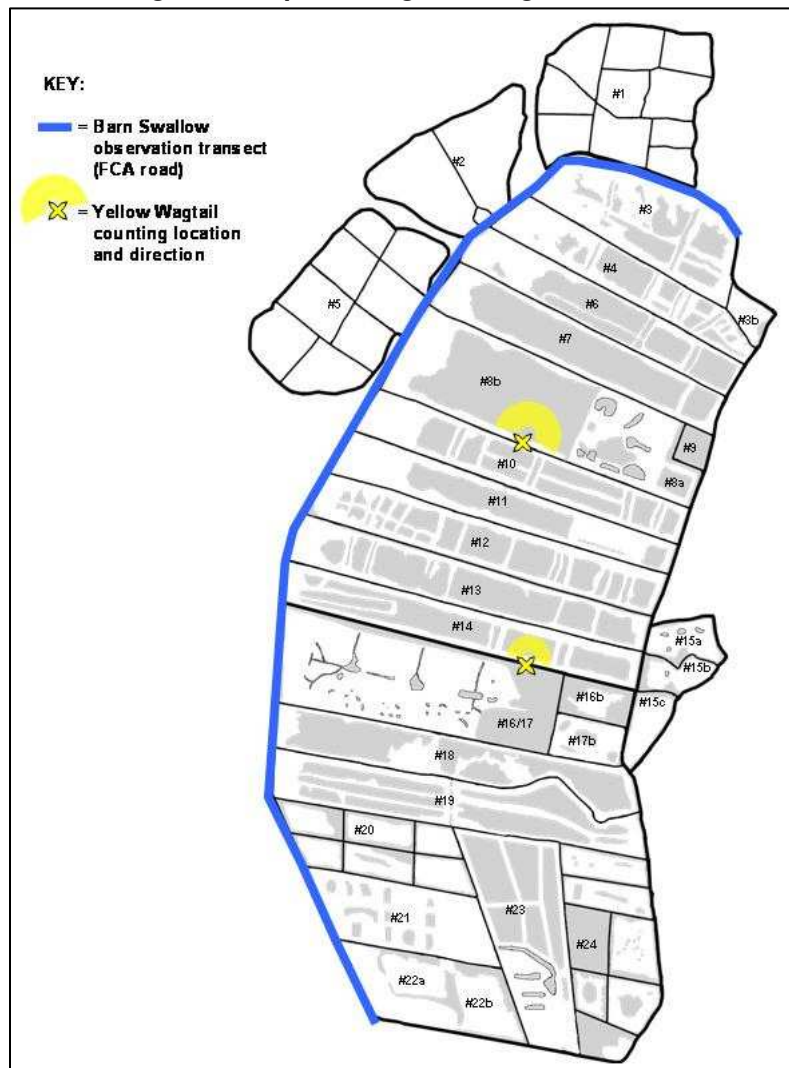 KEY:
= Barn Swallow
observation transect
(FCA road)
= Yellow Wagtail
counting location
and direction
#1
#2
#3
#4
#3b
#5
#6
#7
#8b
#9
#8a
#10
#11
#12
#13
#14
#15a
#15b
#15c
#16b
#16/17
#17b
#18
#19
#20
#21
#23
#24
#22a
#22b